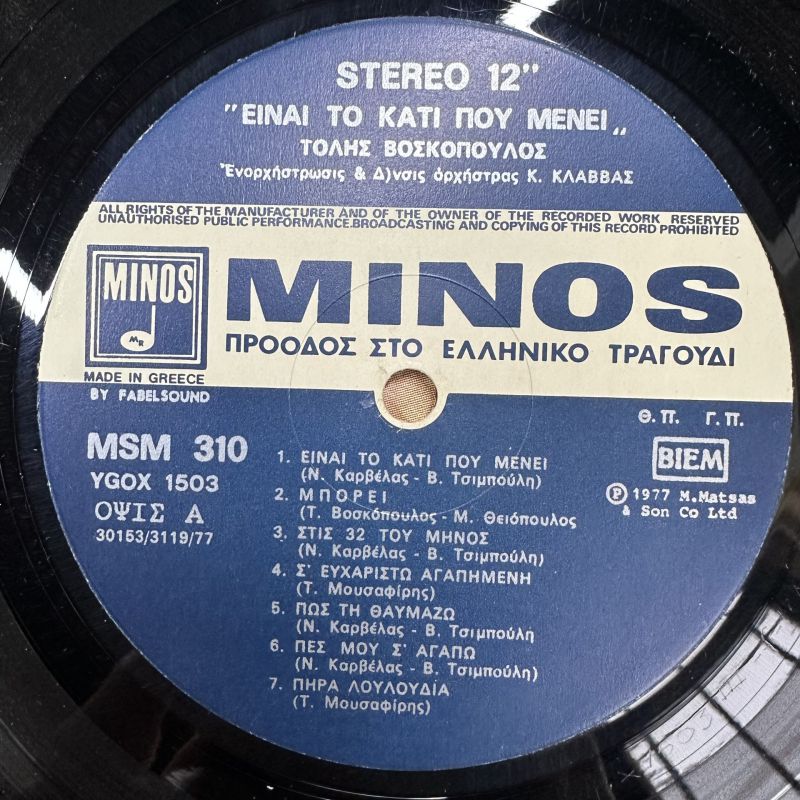 STEREO 12"
"ΕΙΝΑΙ ΤΟ ΚΑΤΙ ΠΟΥ ΜΕΝΕΙ„
ΤΟΛΗΣ ΒΟΣΚΟΠΟΥΛΟΣ
Ἐνορχήστρωσις & Δ)νσις ὀρχήστρας Κ. ΚΛΑΒΒΑΣ
ALL RIGHTS OF THE MANUFACTURER AND OF THE OWNER OF THE RECORDED WORK RESERVED
UNAUTHORISED PUBLIC PERFORMANCE.BROADCASTING AND COPYING OF THIS RECORD PROHIBITED
MINOS
MR
MINOS
ΠΡΟΟΔΟΣ ΣΤΟ ΕΛΛΗΝΙΚΟ ΤΡΑΓΟΥΔΙ
MADE IN GREECE
BY FABELSOUND
Θ.Π. Γ.Π.
BIEM
Ⓟ 1977 M.Matsas
& Son Co Ltd
MSM 310
YGOX 1503
ΟΨΙΣ Α
30153/3119/77
1. ΕΙΝΑΙ ΤΟ ΚΑΤΙ ΠΟΥ ΜΕΝΕΙ
(Ν. Καρβέλας - Β. Τσιμπούλη)
2. ΜΠΟΡΕΙ
(Τ. Βοσκόπουλος - Μ. Θειόπουλος
3. ΣΤΙΣ 32 ΤΟΥ ΜΗΝΟΣ
(Ν. Καρβέλας - Β. Τσιμπούλη)
4. Σ' ΕΥΧΑΡΙΣΤΩ ΑΓΑΠΗΜΕΝΗ
(Τ. Μουσαφίρης)
5. ΠΩΣ ΤΗ ΘΑΥΜΑΖΩ
(Ν. Καρβέλας - Β. Τσιμπούλη
6. ΠΕΣ ΜΟΥ Σ' ΑΓΑΠΩ
(Ν. Καρβέλας - Β. Τσιμπούλη)
7. ΠΗΡΑ ΛΟΥΛΟΥΔΙΑ
(Τ. Μουσαφίρης)